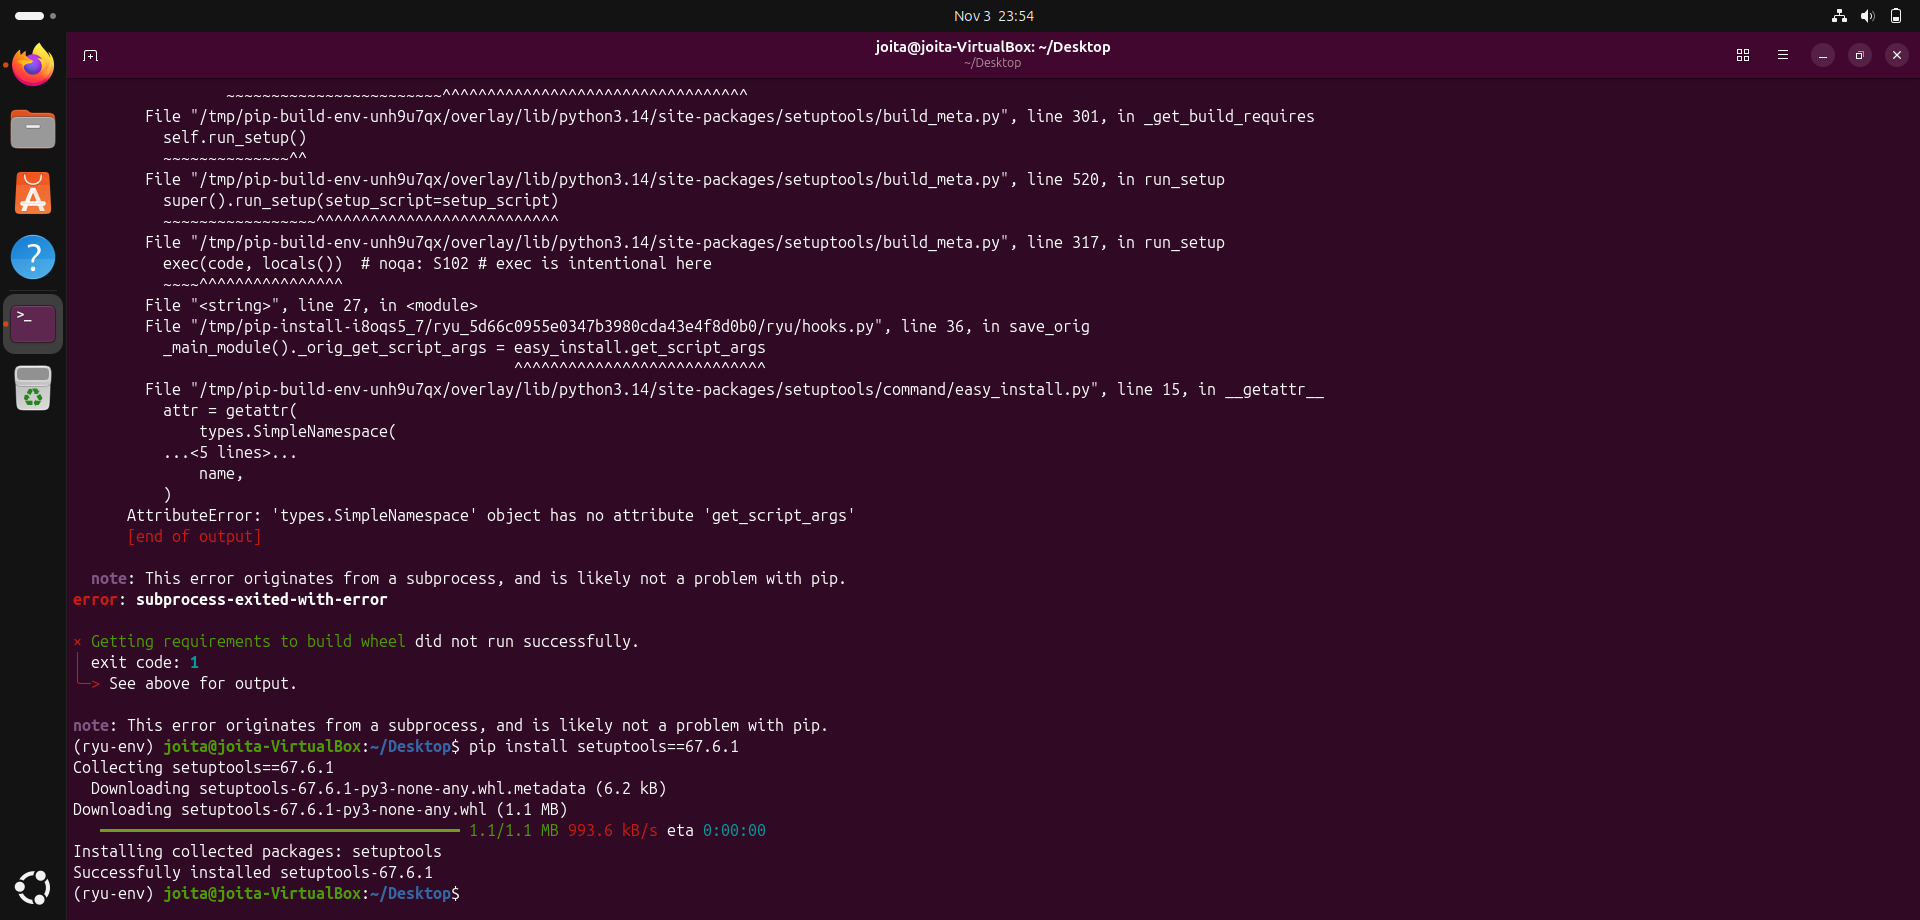 Nov 3 23:54
joita@joita-VirtualBox: ~/Desktop
~/Desktop
~~~~~~~~~~~~~~~~~~~~~~~~^^^^^^^^^^^^^^^^^^^^^^^^^^^^^^^^^^
File "/tmp/pip-build-env-unh9u7qx/overlay/lib/python3.14/site-packages/setuptools/build_meta.py", line 301, in _get_build_requires
self.run_setup()
~~~~~~~~~~~~~~^^
File "/tmp/pip-build-env-unh9u7qx/overlay/lib/python3.14/site-packages/setuptools/build_meta.py", line 520, in run_setup
super().run_setup(setup_script=setup_script)
~~~~~~~~~~~~~~~~~^^^^^^^^^^^^^^^^^^^^^^^^^^^
File "/tmp/pip-build-env-unh9u7qx/overlay/lib/python3.14/site-packages/setuptools/build_meta.py", line 317, in run_setup
exec(code, locals())  # noqa: S102 # exec is intentional here
~~~~^^^^^^^^^^^^^^^^
File "<string>", line 27, in <module>
File "/tmp/pip-install-i8oqs5_7/ryu_5d66c0955e0347b3980cda43e4f8d0b0/ryu/hooks.py", line 36, in save_orig
_main_module()._orig_get_script_args = easy_install.get_script_args
^^^^^^^^^^^^^^^^^^^^^^^^^^^^
File "/tmp/pip-build-env-unh9u7qx/overlay/lib/python3.14/site-packages/setuptools/command/easy_install.py", line 15, in __getattr__
attr = getattr(
types.SimpleNamespace(
...<5 lines>...
name,
)
AttributeError: 'types.SimpleNamespace' object has no attribute 'get_script_args'
[end of output]
note: This error originates from a subprocess, and is likely not a problem with pip.
error: subprocess-exited-with-error
× Getting requirements to build wheel did not run successfully.
│ exit code: 1
╰─> See above for output.
note: This error originates from a subprocess, and is likely not a problem with pip.
(ryu-env) joita@joita-VirtualBox:~/Desktop$ pip install setuptools==67.6.1
Collecting setuptools==67.6.1
Downloading setuptools-67.6.1-py3-none-any.whl.metadata (6.2 kB)
Downloading setuptools-67.6.1-py3-none-any.whl (1.1 MB)
1.1/1.1 MB 993.6 kB/s eta 0:00:00
Installing collected packages: setuptools
Successfully installed setuptools-67.6.1
(ryu-env) joita@joita-VirtualBox:~/Desktop$